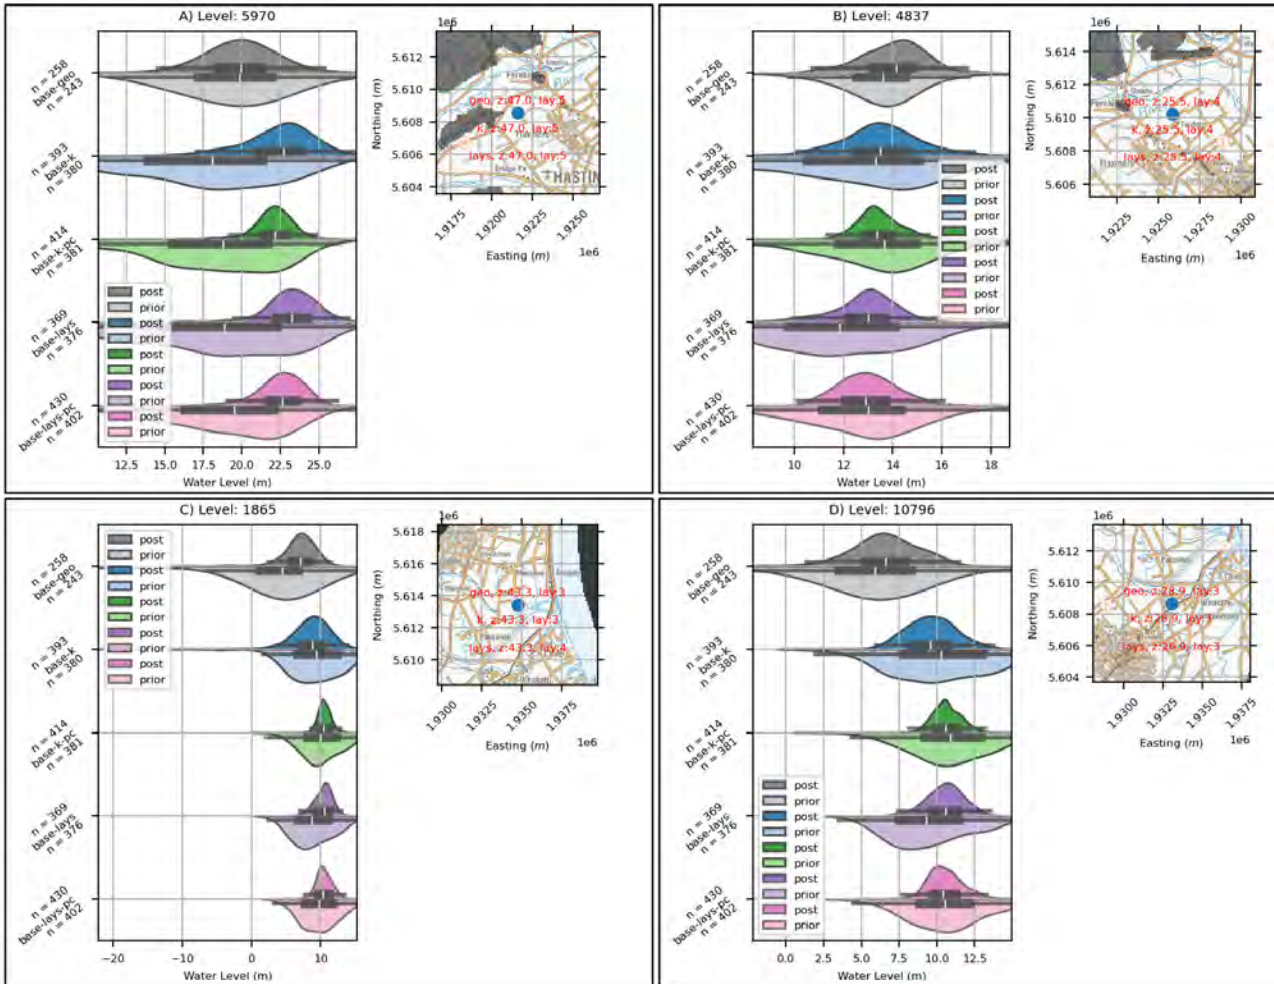 A) Level: 5970
n = 258
base-geo
n = 243
n = 393
base-k
n = 380
n = 414
base-k-pc
n = 381
n = 369
base-lays
n = 376
n = 430
base-lays-pc
n = 402
post
prior
post
prior
post
prior
post
prior
post
prior
12.5 15.0 17.5 20.0 22.5 25.0
Water Level (m)
1e6
5.612
5.610
5.608
5.606
5.604
Northing (m)
geo, z:47.0, lay:5
k, z:47.0, lay:5
lays, z:47.0, lay:5
HASTIN
1.9175 1.9200 1.9225 1.9250
Easting (m)
1e6
B) Level: 4837
n = 258
base-geo
n = 243
n = 393
base-k
n = 380
n = 414
base-k-pc
n = 381
n = 369
base-lays
n = 376
n = 430
base-lays-pc
n = 402
post
prior
post
prior
post
prior
post
prior
post
prior
10 12 14 16 18
Water Level (m)
1e6
5.614
5.612
5.610
5.608
5.606
Northing (m)
geo, z:25.5, lay:4
k, z:25.5, lay:4
lays, z:25.5, lay:4
1.9225 1.9250 1.9275 1.9300
Easting (m)
1e6
C) Level: 1865
n = 258
base-geo
n = 243
n = 393
base-k
n = 380
n = 414
base-k-pc
n = 381
n = 369
base-lays
n = 376
n = 430
base-lays-pc
n = 402
post
prior
post
prior
post
prior
post
prior
post
prior
−20 −10 0 10
Water Level (m)
1e6
5.618
5.616
5.614
5.612
5.610
Northing (m)
geo, z:43.3, lay:3
k, z:43.3, lay:3
lays, z:43.3, lay:4
1.9300 1.9325 1.9350 1.9375
Easting (m)
1e6
D) Level: 10796
n = 258
base-geo
n = 243
n = 393
base-k
n = 380
n = 414
base-k-pc
n = 381
n = 369
base-lays
n = 376
n = 430
base-lays-pc
n = 402
post
prior
post
prior
post
prior
post
prior
post
prior
0.0 2.5 5.0 7.5 10.0 12.5
Water Level (m)
1e6
5.612
5.610
5.608
5.606
5.604
Northing (m)
lay:3
lay:3
lays, lay:3
1.9300 1.9325 1.9350 1.9375
Easting (m)
1e6